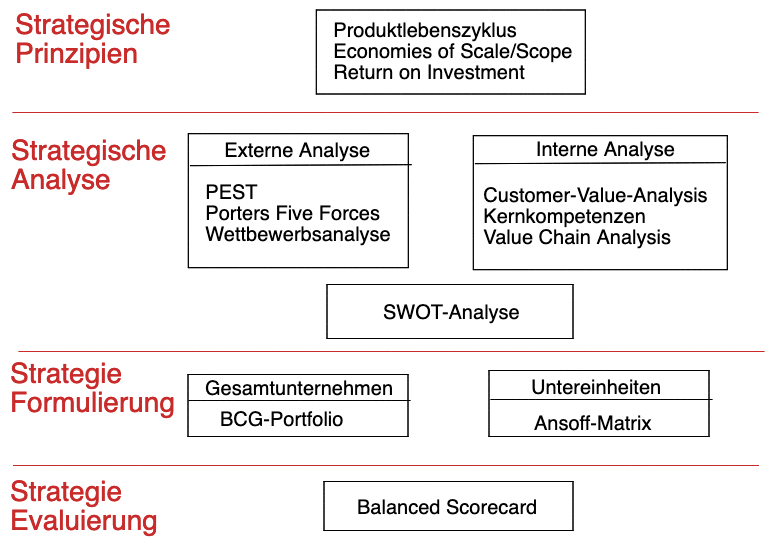 Strategische
Prinzipien
Produktlebenszyklus
Economies of Scale/Scope
Return on Investment
Strategische
Analyse
Externe Analyse
PEST
Porters Five Forces
Wettbewerbsanalyse
Interne Analyse
Customer-Value-Analysis
Kernkompetenzen
Value Chain Analysis
SWOT-Analyse
Strategie
Formulierung
Gesamtunternehmen
BCG-Portfolio
Untereinheiten
Ansoff-Matrix
Strategie
Evaluierung
Balanced Scorecard